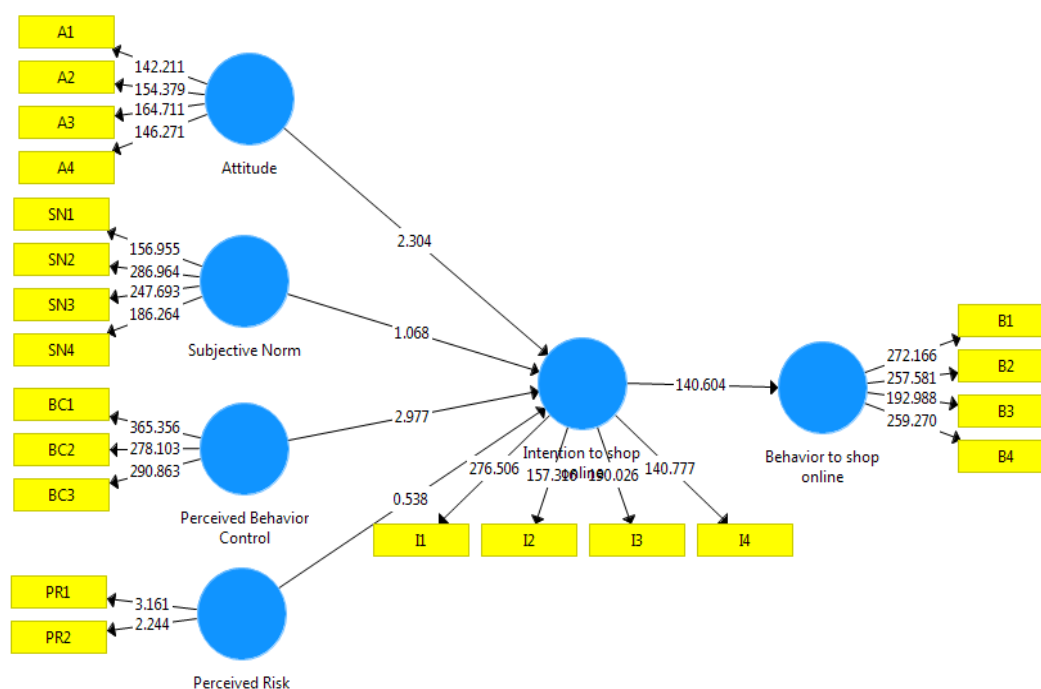 A1
A2
A3
A4
142.211
154.379
164.711
146.271
Attitude
2.304
SN1
SN2
SN3
SN4
156.955
286.964
247.693
186.264
Subjective Norm
1.068
BC1
BC2
BC3
365.356
278.103
290.863
Perceived Behavior
Control
2.977
PR1
PR2
3.161
2.244
Perceived Risk
0.538
Intention to shop
online
276.506
157.316
190.026
140.777
I1
I2
I3
I4
140.604
Behavior to shop
online
272.166
257.581
192.988
259.270
B1
B2
B3
B4